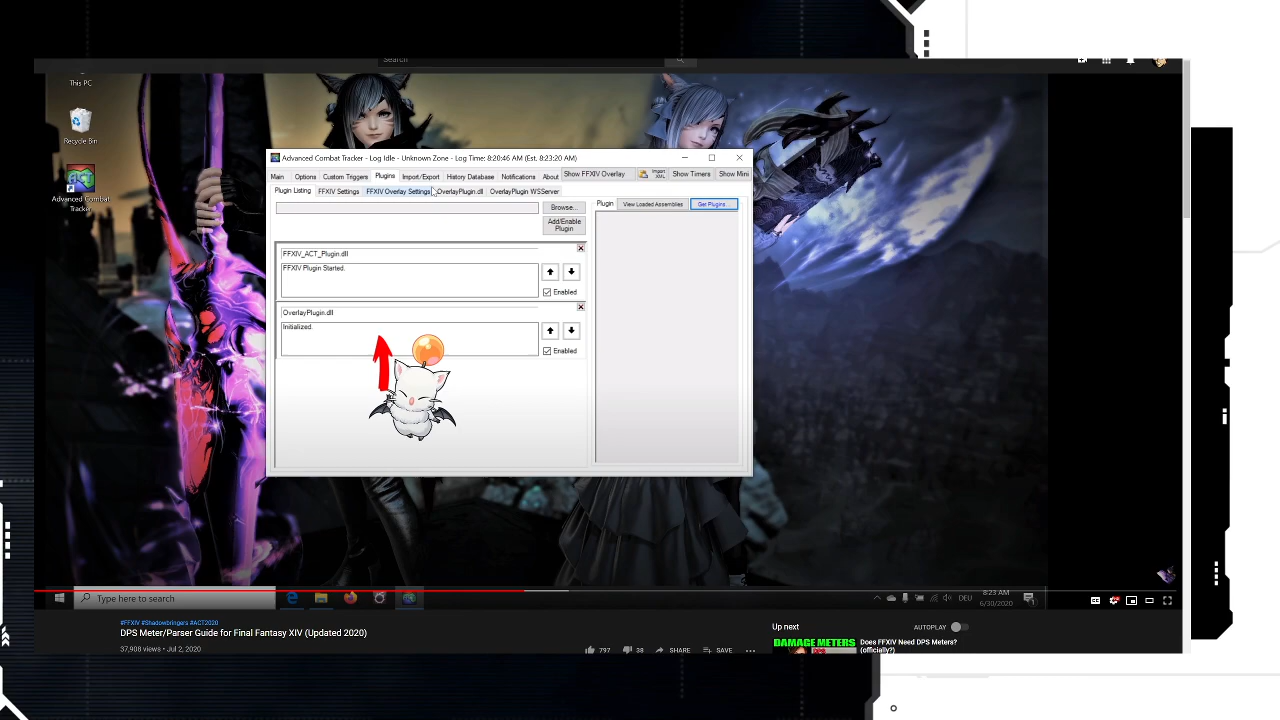 Search
This PC
Recycle Bin
Advanced Combat
Tracker
Advanced Combat Tracker - Log Idle - Unknown Zone - Log Time: 8:20:46 AM (Est. 8:23:20 AM)
Main Options Custom Triggers Plugins Import/Export History Database Notifications About Show FFXIV Overlay Import XML Show Timers Show Mini
Plugin Listing FFXIV Settings FFXIV Overlay Settings OverlayPlugin.dll OverlayPlugin WSServer
Browse...
Add/Enable
Plugin
Plugin View Loaded Assemblies Get Plugins...
FFXIV_ACT_Plugin.dll
FFXIV Plugin Started.
Enabled
OverlayPlugin.dll
Initialized.
Enabled
Type here to search
DEU
8:23 AM
6/30/2020
#FFXIV #Shadowbringers #ACT2020
DPS Meter/Parser Guide for Final Fantasy XIV (Updated 2020)
37,908 views • Jul 2, 2020
797 38 SHARE SAVE
Up next
AUTOPLAY
DAMAGE METERS
Does FFXIV Need DPS Meters?
(officially?)